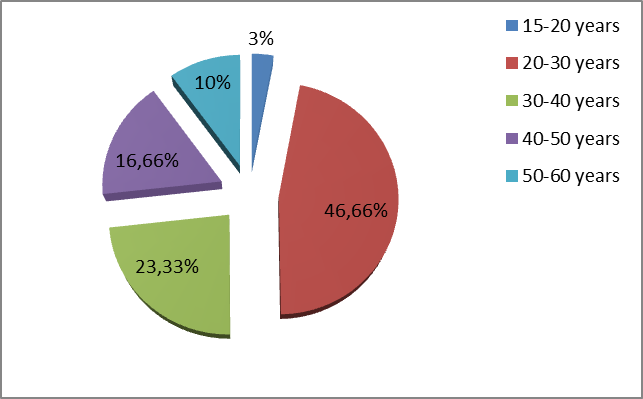 3%
15-20 years
20-30 years
30-40 years
40-50 years
50-60 years
10%
16,66%
46,66%
23,33%